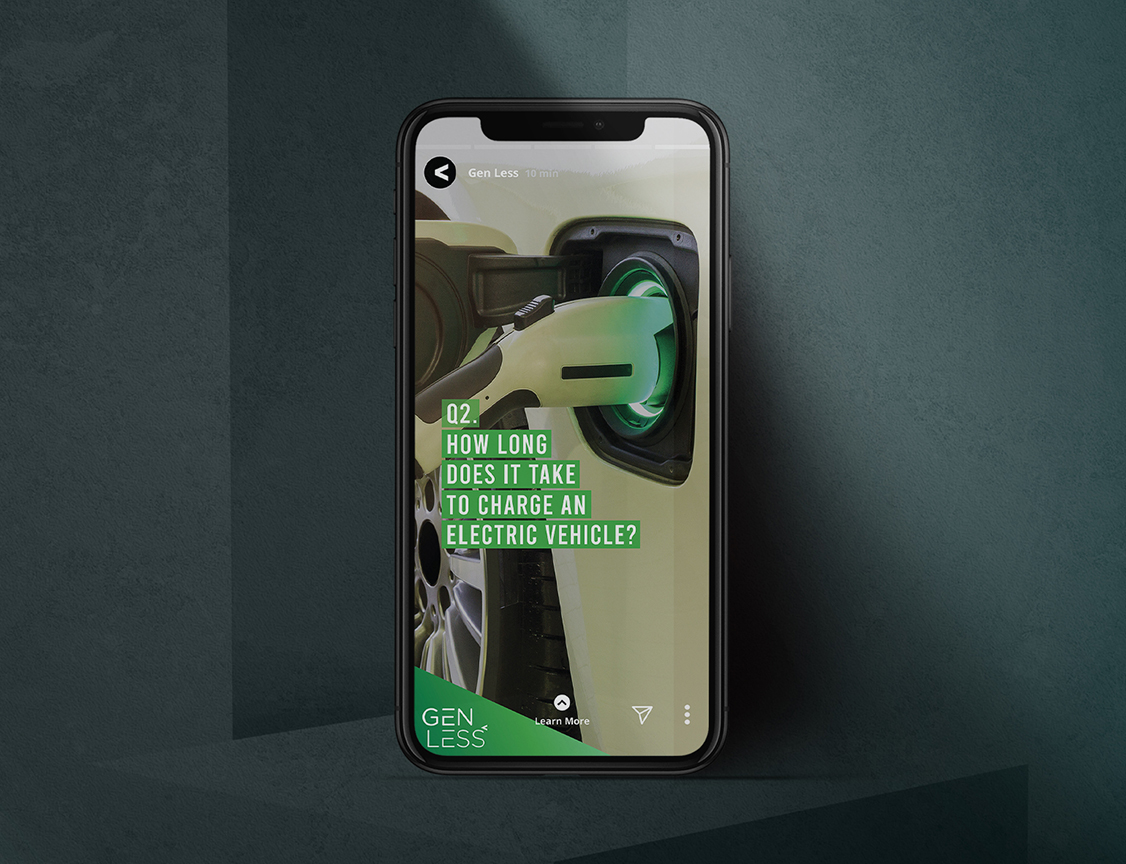 Gen Less 10 min
Q2.
HOW LONG
DOES IT TAKE
TO CHARGE AN
ELECTRIC VEHICLE?
Learn More
GEN
LESS